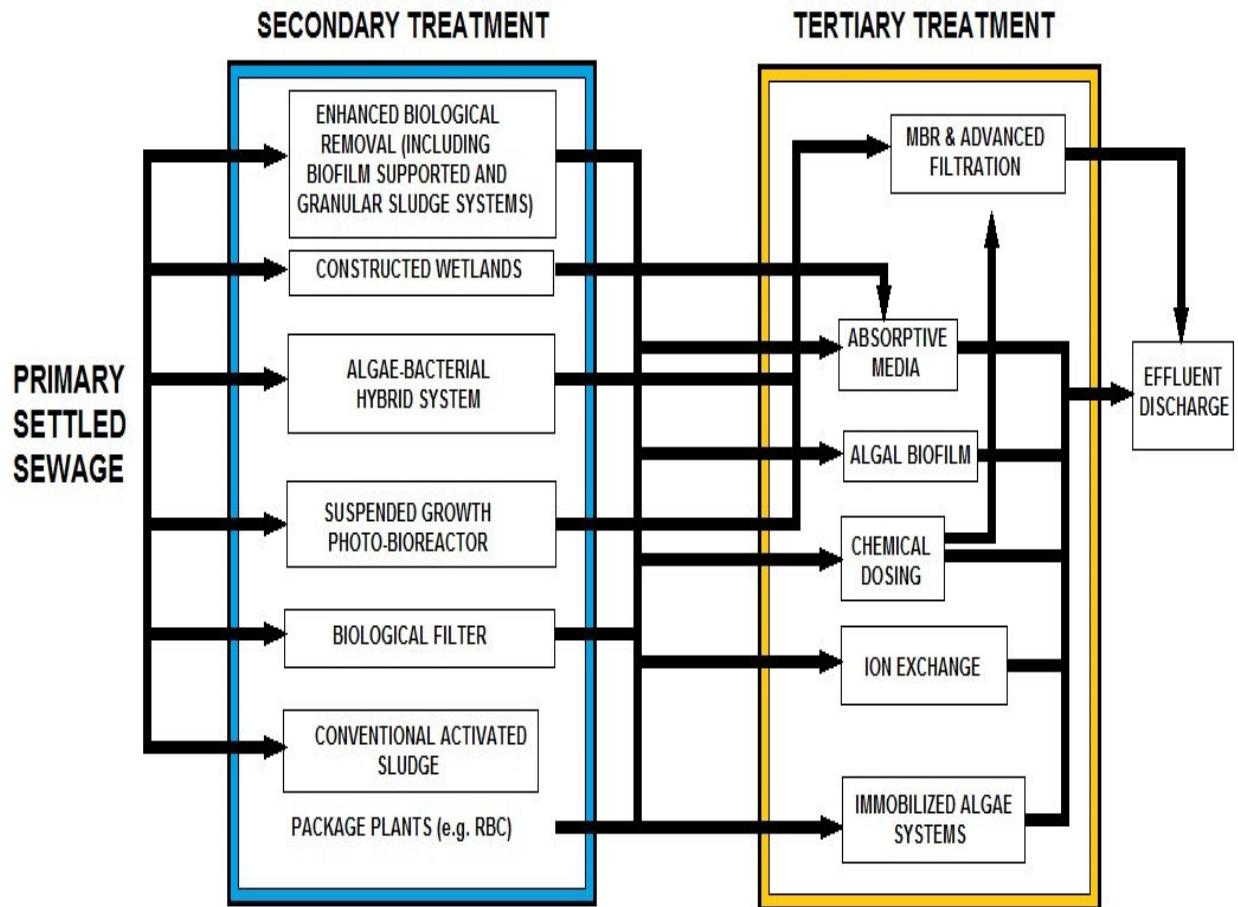 SECONDARY TREATMENT
TERTIARY TREATMENT
ENHANCED BIOLOGICAL
REMOVAL (INCLUDING
BIOFILM SUPPORTED AND
GRANULAR SLUDGE SYSTEMS)
MBR & ADVANCED
FILTRATION
CONSTRUCTED WETLANDS
ABSORPTIVE
MEDIA
ALGAE-BACTERIAL
HYBRID SYSTEM
PRIMARY
SETTLED
SEWAGE
EFFLUENT
DISCHARGE
ALGAL BIOFILM
SUSPENDED GROWTH
PHOTO-BIOREACTOR
CHEMICAL
DOSING
BIOLOGICAL FILTER
ION EXCHANGE
CONVENTIONAL ACTIVATED
SLUDGE
PACKAGE PLANTS (e.g. RBC)
IMMOBILIZED ALGAE
SYSTEMS